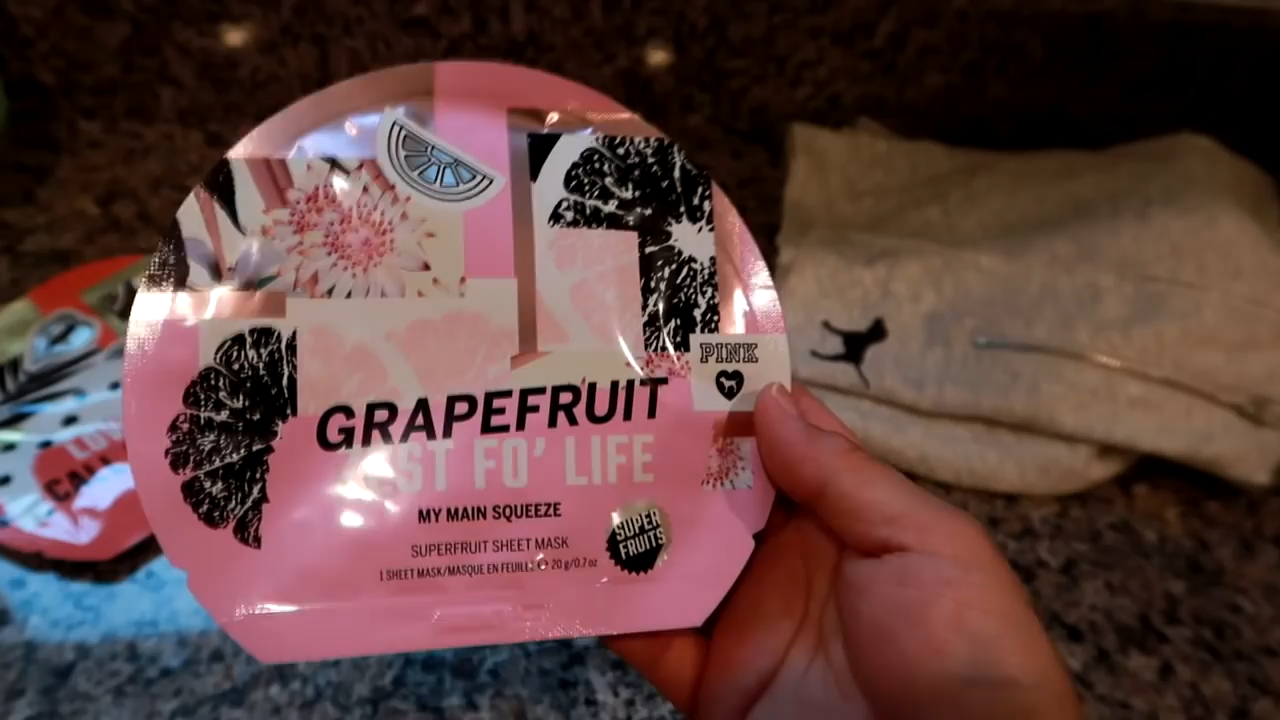 PINK
GRAPEFRUIT
FO' LIFE
MY MAIN SQUEEZE
SUPER
FRUITS
SUPERFRUIT SHEET MASK
1 SHEET MASK/MASQUE EN FEUILLE 20 g/0.7 oz
CALL